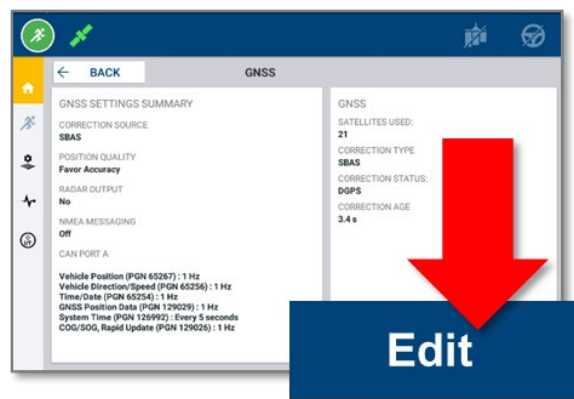 BACK
GNSS
GNSS SETTINGS SUMMARY
CORRECTION SOURCE
SBAS
POSITION QUALITY
Favor Accuracy
RADAR OUTPUT
No
NMEA MESSAGING
Off
CAN PORT A
Vehicle Position (PGN 65267) : 1 Hz
Vehicle Direction/Speed (PGN 65256) : 1 Hz
Time/Date (PGN 65254) : 1 Hz
GNSS Position Data (PGN 129029) : 1 Hz
System Time (PGN 126992) : Every 5 seconds
COG/SOG, Rapid Update (PGN 129026) : 1 Hz
GNSS
SATELLITES USED:
21
CORRECTION TYPE
SBAS
CORRECTION STATUS:
DGPS
CORRECTION AGE
3.4 s
Edit